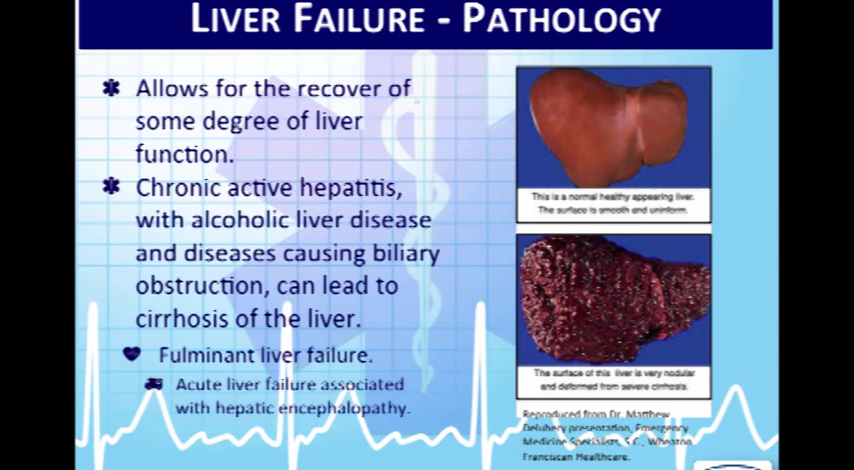 LIVER FAILURE - PATHOLOGY
Allows for the recover of
some degree of liver
function.
Chronic active hepatitis,
with alcoholic liver disease
and diseases causing biliary
obstruction, can lead to
cirrhosis of the liver.
Fulminant liver failure.
Acute liver failure associated
with hepatic encephalopathy.
This is a normal healthy appearing liver.
The surface is smooth and uninform.
The surface of this liver is very nodular
and deformed from severe cirrhosis.
Reproduced from Dr. Matthew
Deluhery presentation, Emergency
Medicine Specialists, S.C., Wheaton
Franciscan Healthcare.